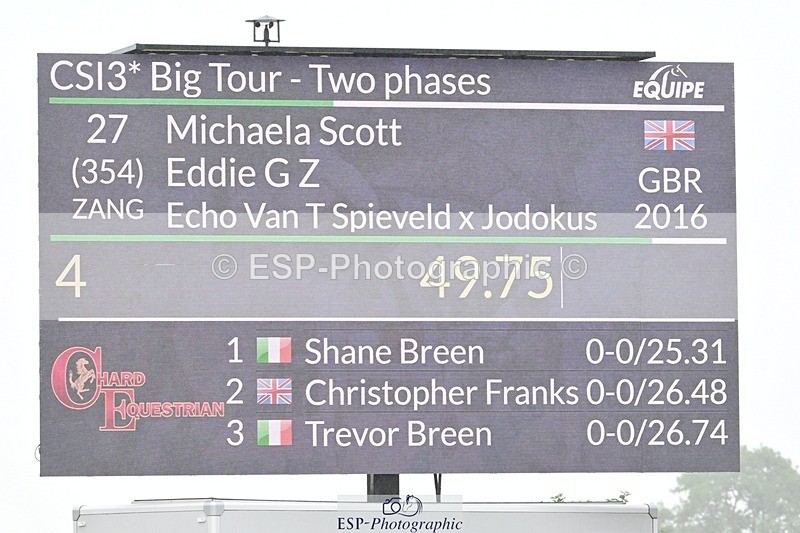 CSI3* Big Tour - Two phases
EQUIPE
27 Michaela Scott
(354) Eddie G Z GBR
ZANG Echo Van T Spieveld x Jodokus 2016
4 49.75
© ESP-Photographic ©
1 Shane Breen 0-0/25.31
2 Christopher Franks 0-0/26.48
3 Trevor Breen 0-0/26.74
CHARD
EQUESTRIAN
ESP-Photographic